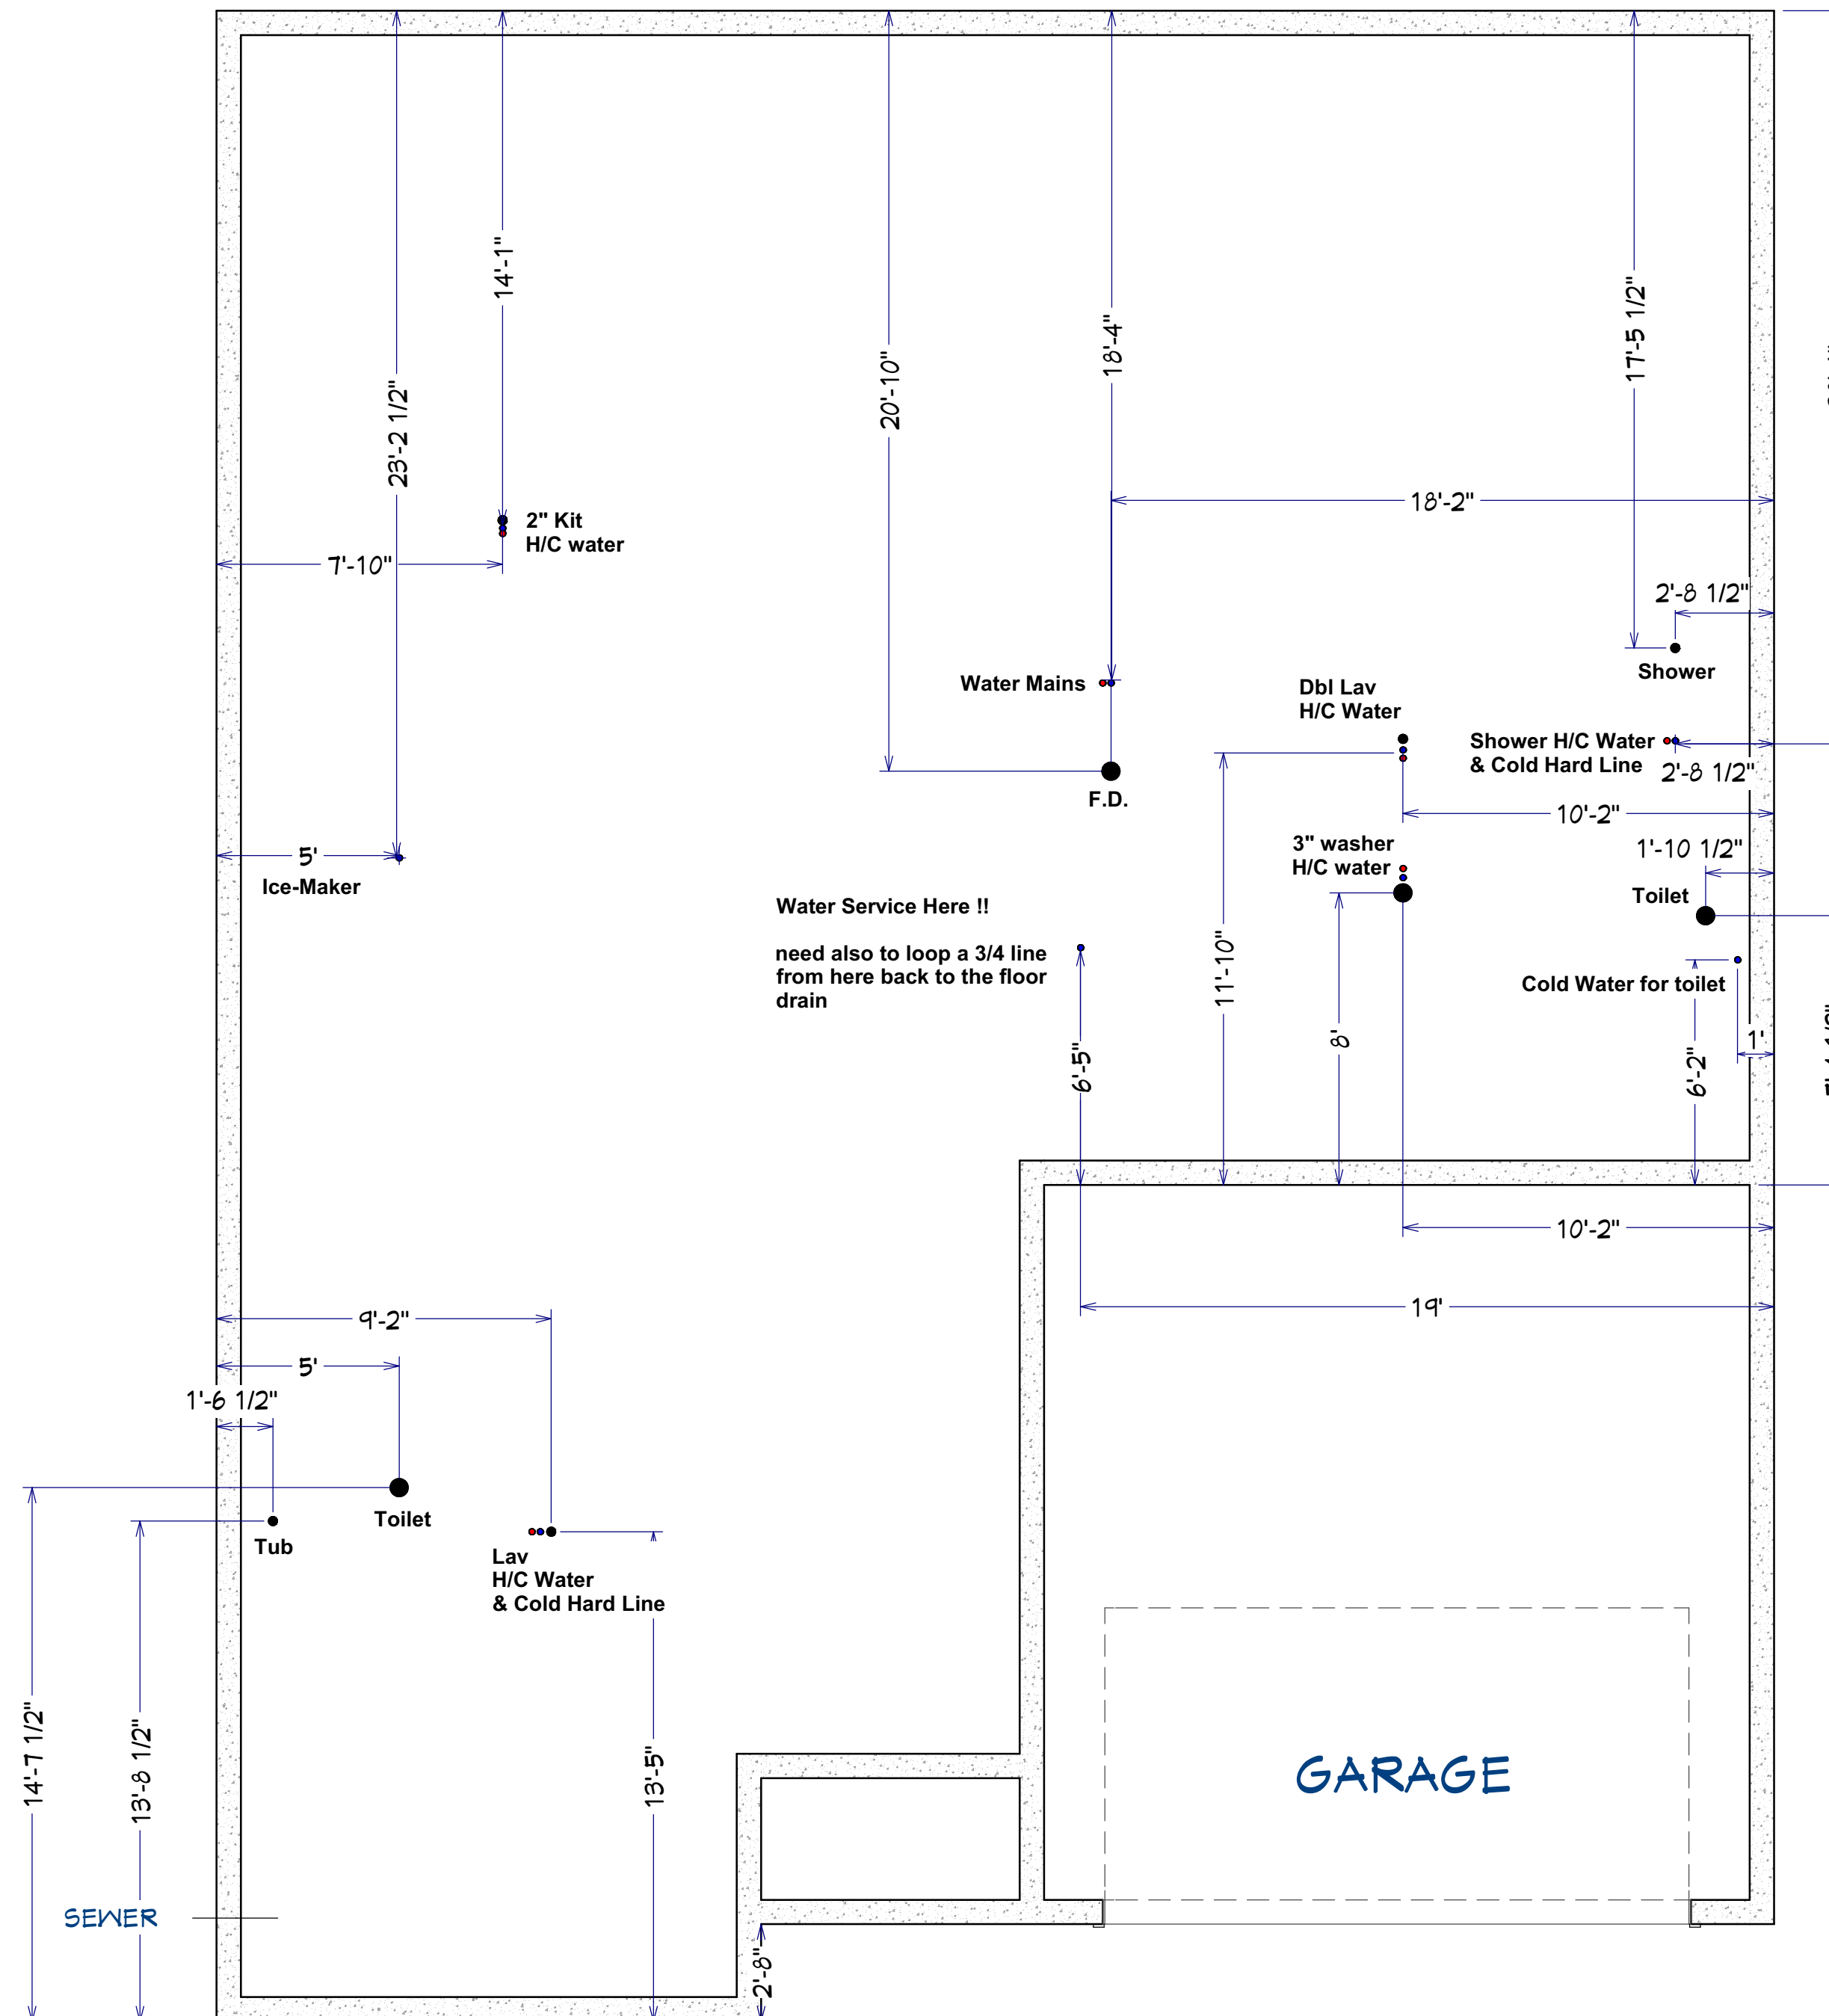 14'-1"
23'-2 1/2"
20'-10"
18'-4"
17'-5 1/2"
18'-2"
2" Kit
H/C water
7'-10"
2'-8 1/2"
Shower
Water Mains
Dbl Lav
H/C Water
Shower H/C Water
& Cold Hard Line
2'-8 1/2"
F.D.
10'-2"
5'
Ice-Maker
3" washer
H/C water
1'-10 1/2"
Toilet
Water Service Here !!
need also to loop a 3/4 line
from here back to the floor
drain
11'-10"
Cold Water for toilet
8'
1'
6'-5"
6'-2"
10'-2"
19'
9'-2"
5'
1'-6 1/2"
Toilet
Tub
Lav
H/C Water
& Cold Hard Line
14'-7 1/2"
13'-8 1/2"
13'-5"
GARAGE
SEWER
2'-8"